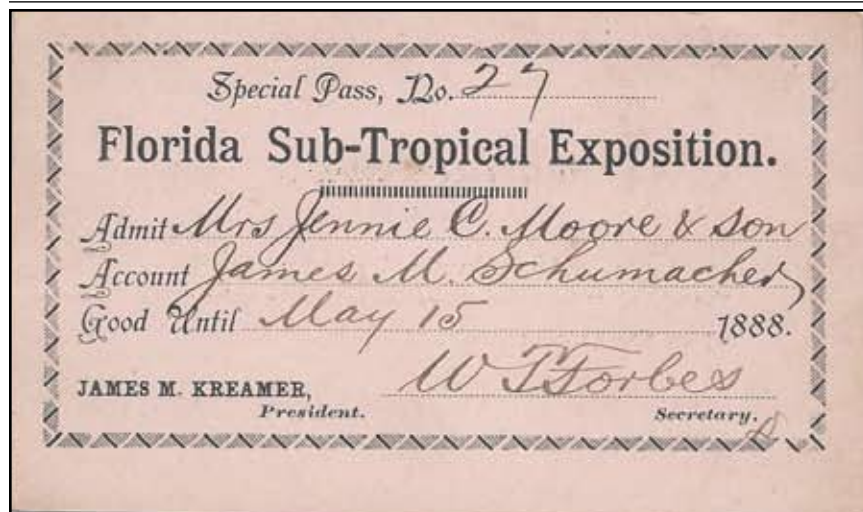 Special Pass, No. 27
Florida Sub-Tropical Exposition.
Admit Mrs Jennie C. Moore & Son
Account James M. Schumacher
Good Until May 15 1888.
W T Forbes
JAMES M. KREAMER,
President. Secretary.